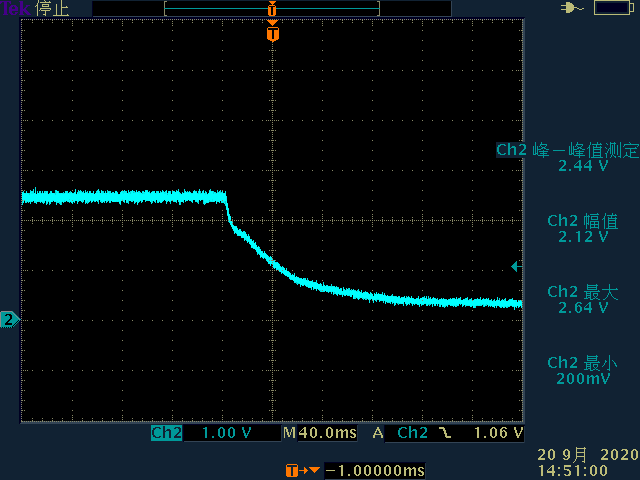 Tek 停止
T
T
Ch2 峰－峰值测定
2.44 V
Ch2 幅值
2.12 V
Ch2 最大
2.64 V
2
Ch2 最小
200mV
Ch2 1.00 V M 40.0ms A Ch2 1.06 V
T -1.00000ms
20 9月 2020
14:51:00